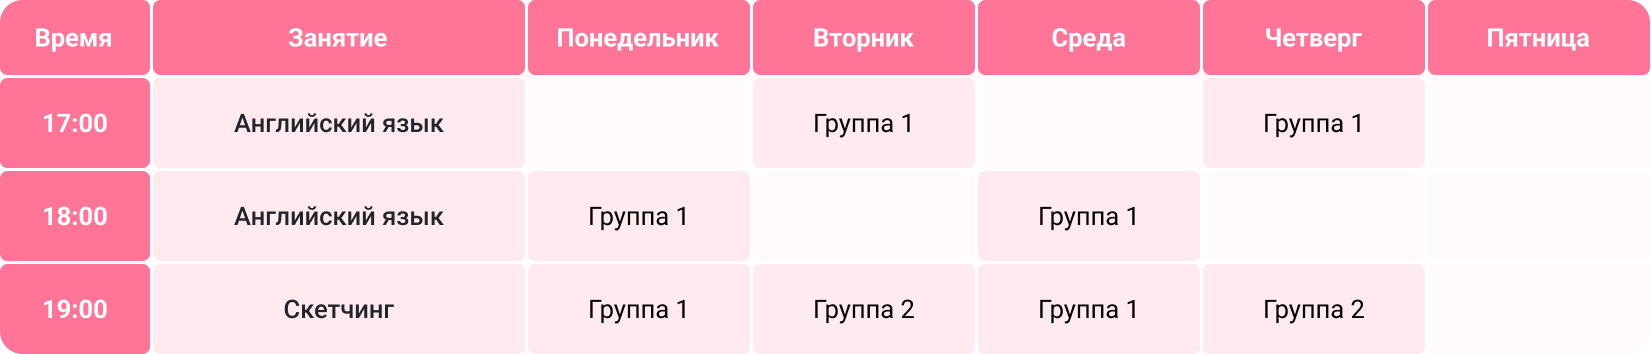 Время Занятие Понедельник Вторник Среда Четверг Пятница
17:00 Английский язык Группа 1 Группа 1
18:00 Английский язык Группа 1 Группа 1
19:00 Скетчинг Группа 1 Группа 2 Группа 1 Группа 2